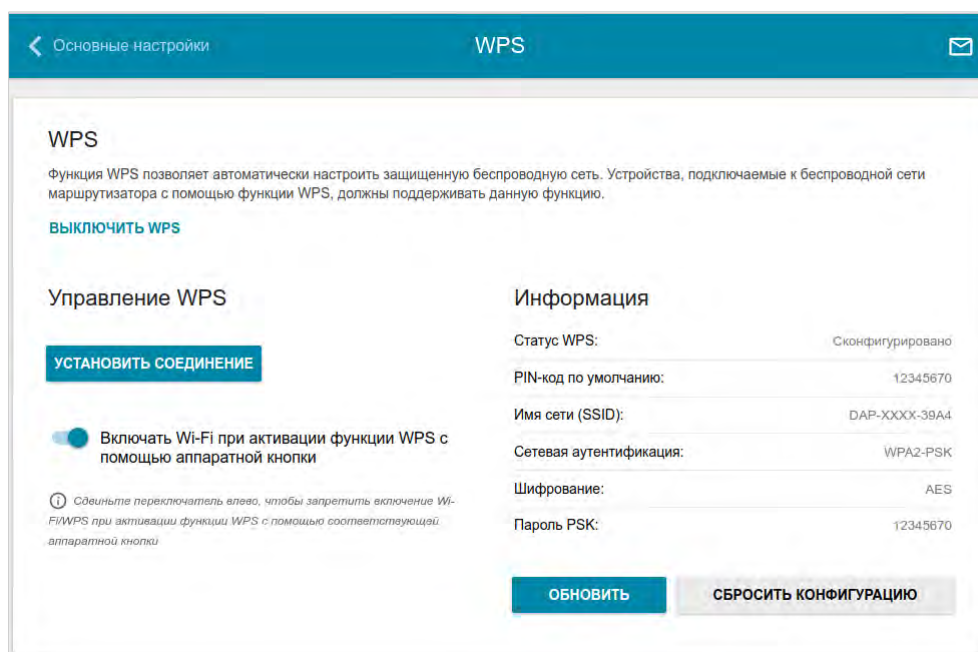 Основные настройки
WPS
WPS
Функция WPS позволяет автоматически настроить защищенную беспроводную сеть. Устройства, подключаемые к беспроводной сети
маршрутизатора с помощью функции WPS, должны поддерживать данную функцию.
ВЫКЛЮЧИТЬ WPS
Управление WPS
УСТАНОВИТЬ СОЕДИНЕНИЕ
Включать Wi-Fi при активации функции WPS с
помощью аппаратной кнопки
Сдвиньте переключатель влево, чтобы запретить включение Wi-
Fi/WPS при активации функции WPS с помощью соответствующей
аппаратной кнопки
Информация
Статус WPS: Сконфигурировано
PIN-код по умолчанию: 12345670
Имя сети (SSID): DAP-XXXX-39A4
Сетевая аутентификация: WPA2-PSK
Шифрование: AES
Пароль PSK: 12345670
ОБНОВИТЬ СБРОСИТЬ КОНФИГУРАЦИЮ